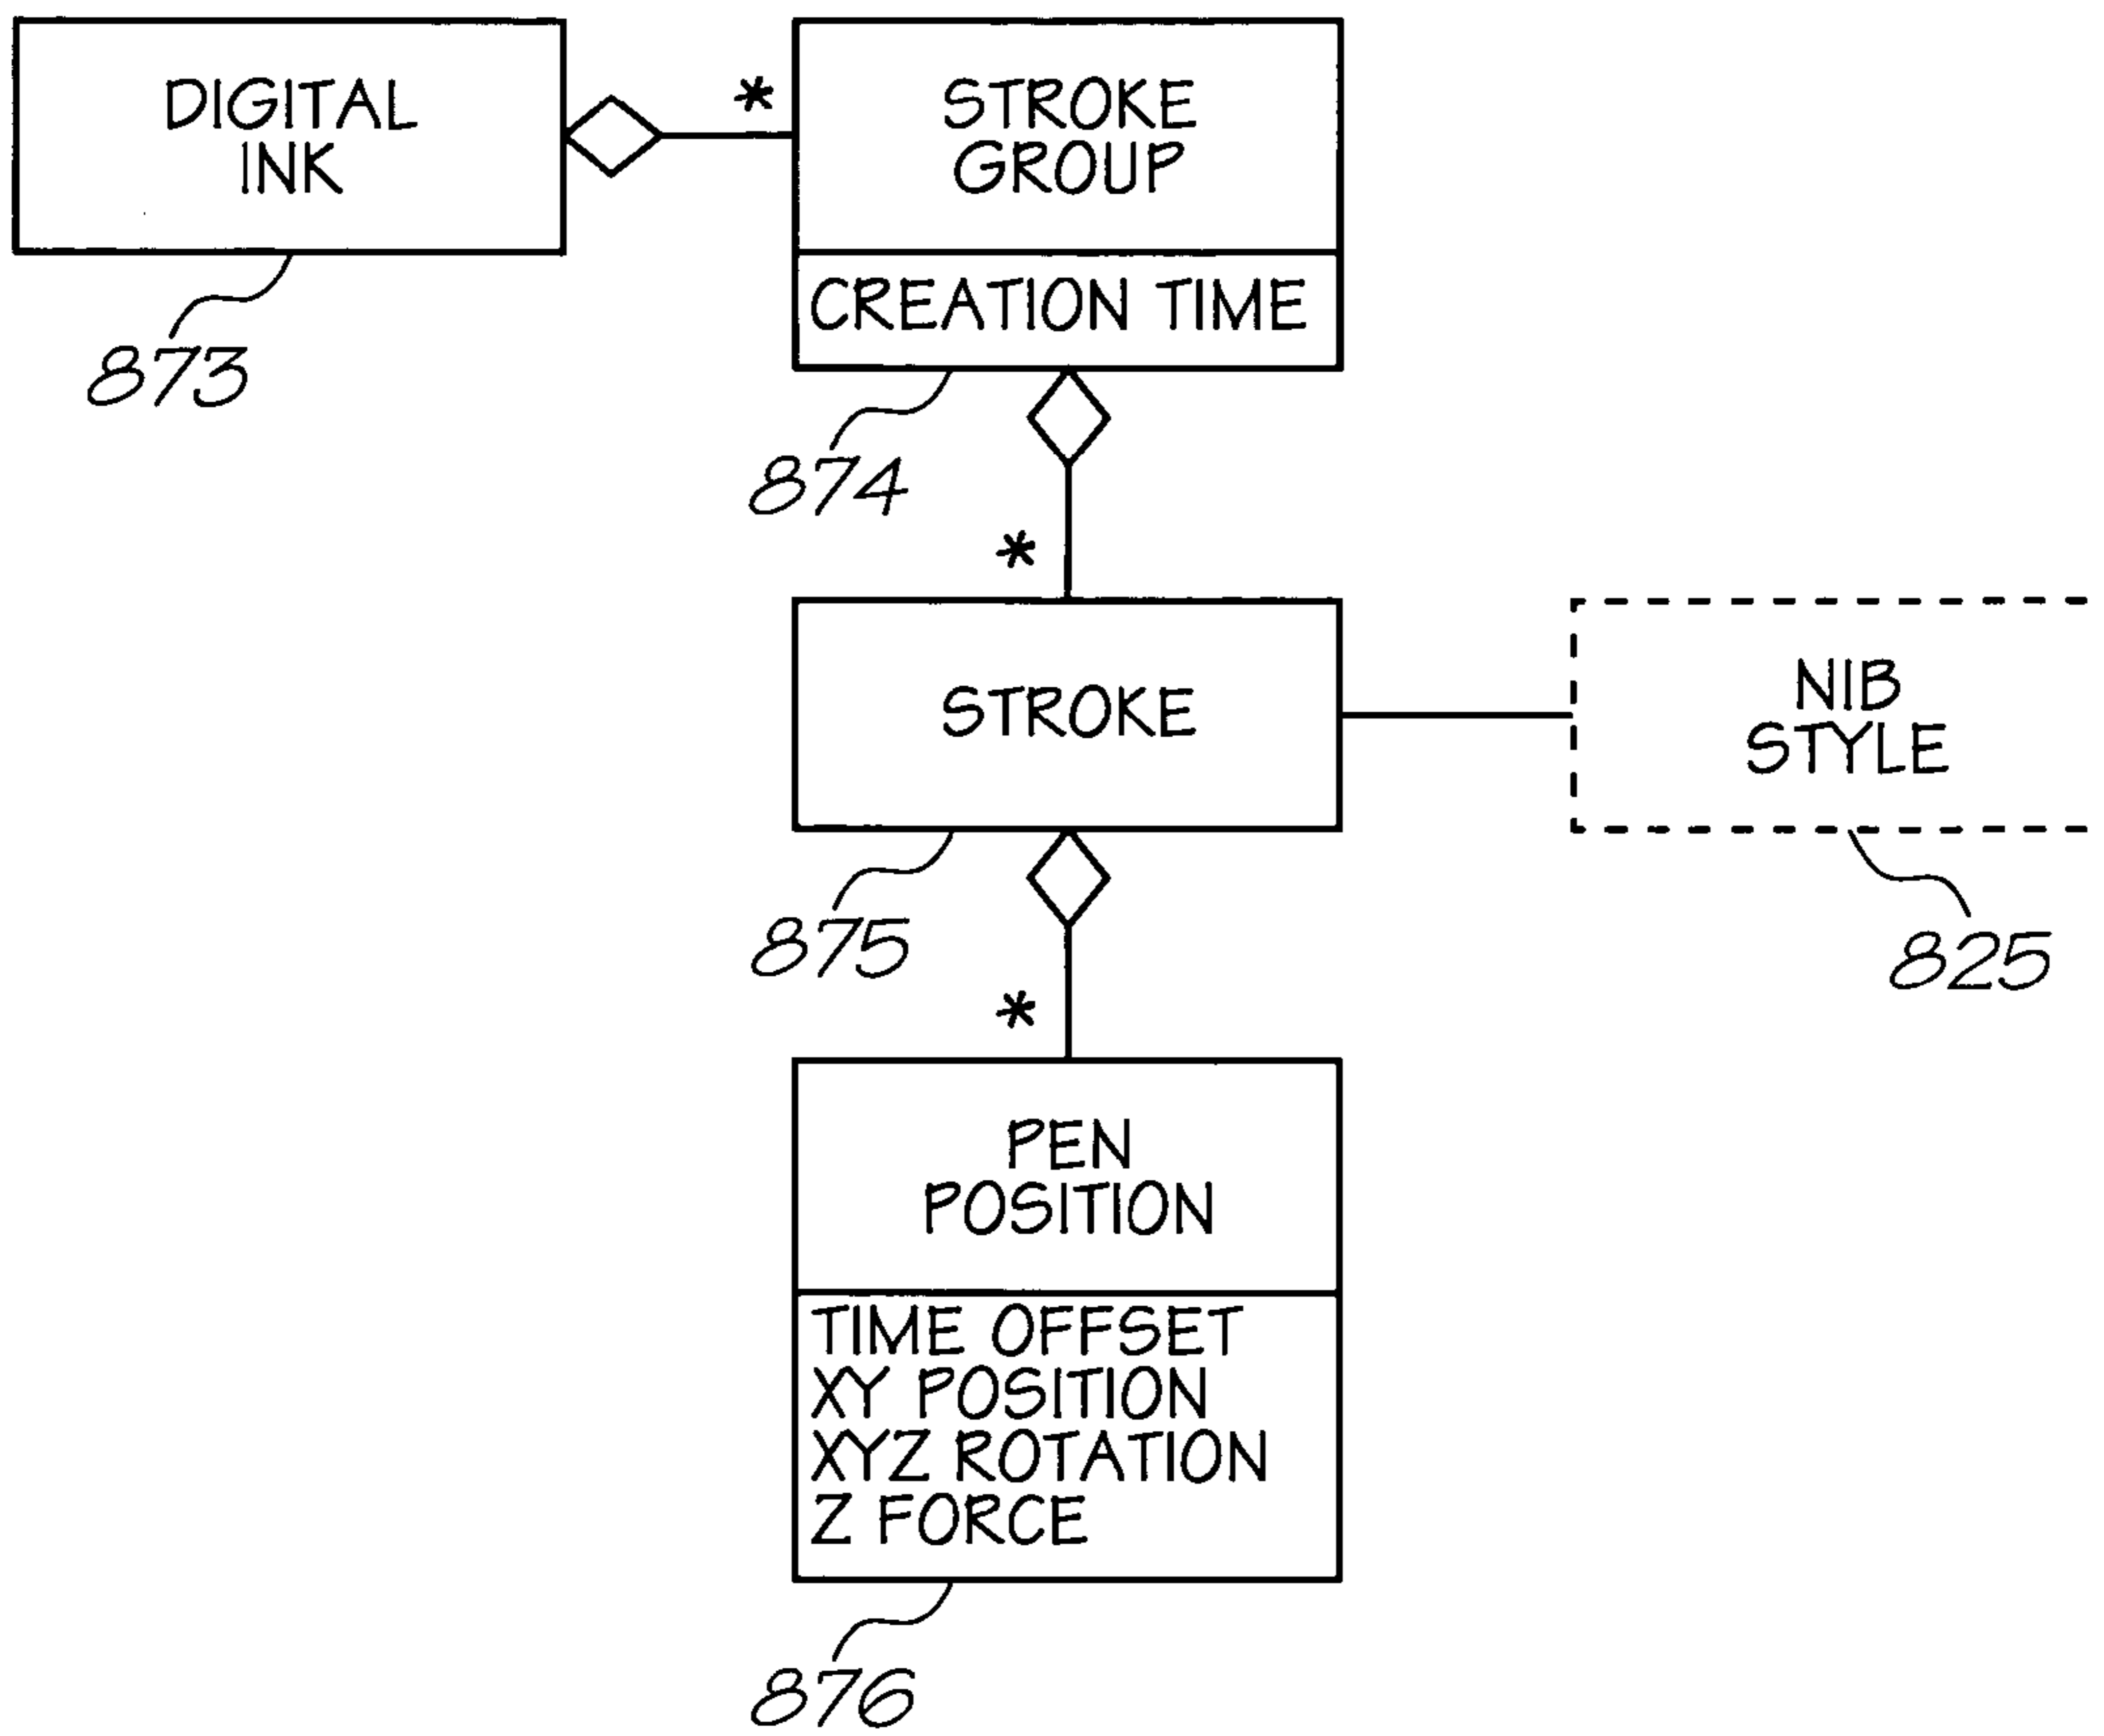 DIGITAL
INK
*
STROKE
GROUP
CREATION TIME
873
874
*
STROKE
NIB
STYLE
875
825
*
PEN
POSITION
TIME OFFSET
XY POSITION
XYZ ROTATION
Z FORCE
876